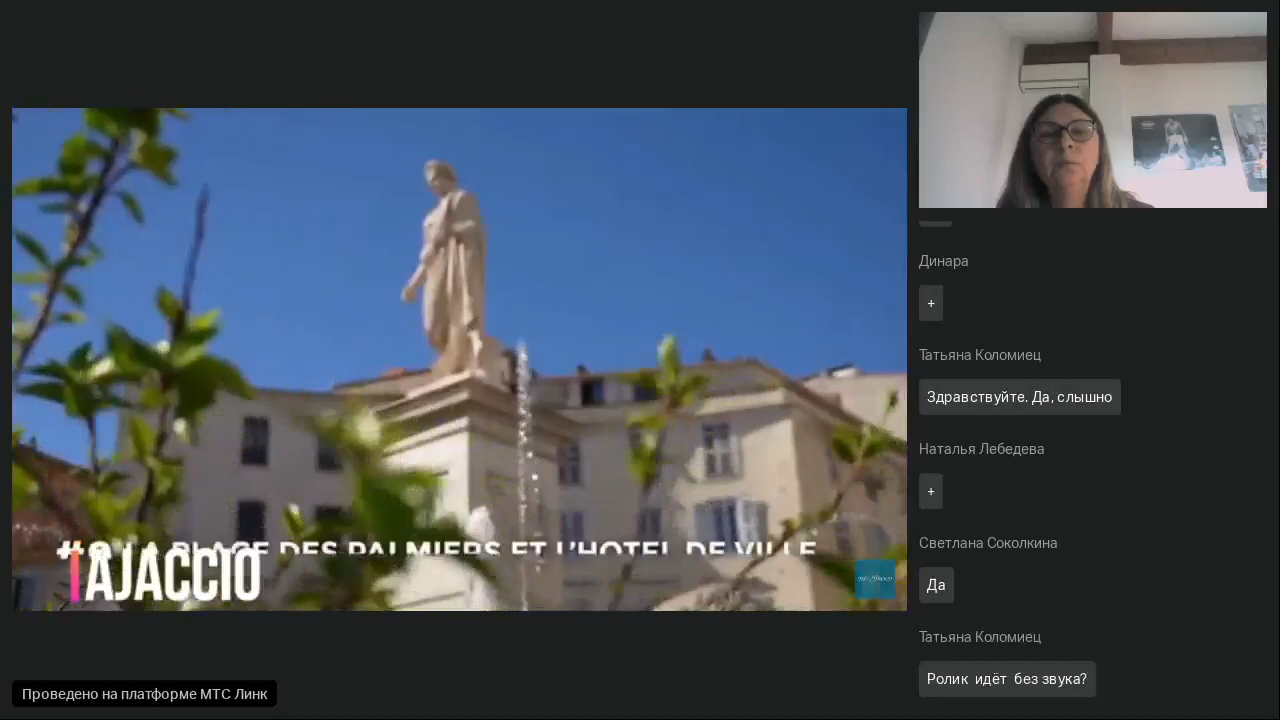 LA PLACE DES PALMIERS ET L'HOTEL DE VILLE
#AJACCIO
Проведено на платформе МТС Линк
Динара
+
Татьяна Коломиец
Здравствуйте. Да, слышно
Наталья Лебедева
+
Светлана Соколкина
Да
Татьяна Коломиец
Ролик идёт без звука?